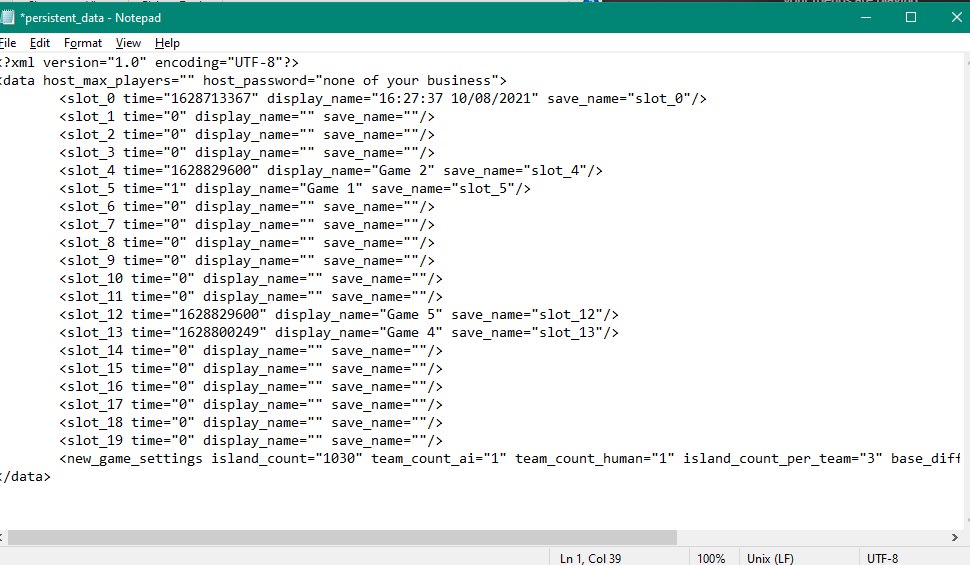 *persistent_data - Notepad
File Edit Format View Help
<?xml version="1.0" encoding="UTF-8"?>
<data host_max_players="" host_password="none of your business">
<slot_0 time="1628713367" display_name="16:27:37 10/08/2021" save_name="slot_0"/>
<slot_1 time="0" display_name="" save_name=""/>
<slot_2 time="0" display_name="" save_name=""/>
<slot_3 time="0" display_name="" save_name=""/>
<slot_4 time="1628829600" display_name="Game 2" save_name="slot_4"/>
<slot_5 time="1" display_name="Game 1" save_name="slot_5"/>
<slot_6 time="0" display_name="" save_name=""/>
<slot_7 time="0" display_name="" save_name=""/>
<slot_8 time="0" display_name="" save_name=""/>
<slot_9 time="0" display_name="" save_name=""/>
<slot_10 time="0" display_name="" save_name=""/>
<slot_11 time="0" display_name="" save_name=""/>
<slot_12 time="1628829600" display_name="Game 5" save_name="slot_12"/>
<slot_13 time="1628800249" display_name="Game 4" save_name="slot_13"/>
<slot_14 time="0" display_name="" save_name=""/>
<slot_15 time="0" display_name="" save_name=""/>
<slot_16 time="0" display_name="" save_name=""/>
<slot_17 time="0" display_name="" save_name=""/>
<slot_18 time="0" display_name="" save_name=""/>
<slot_19 time="0" display_name="" save_name=""/>
<new_game_settings island_count="1030" team_count_ai="1" team_count_human="1" island_count_per_team="3" base_diff
</data>
Ln 1, Col 39 100% Unix (LF) UTF-8